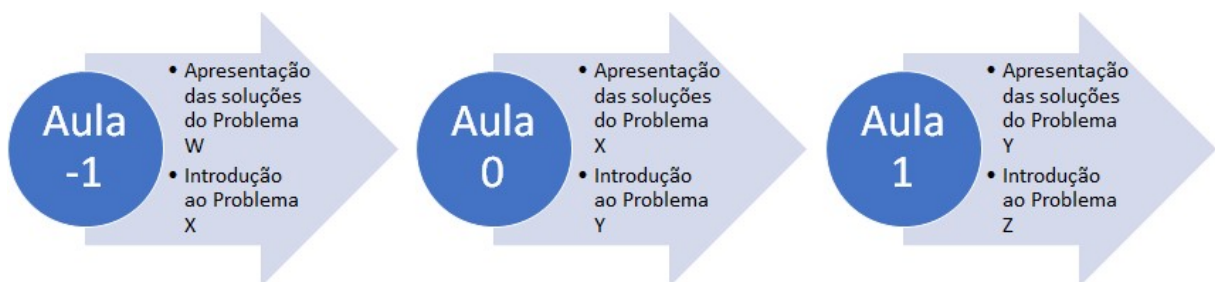 Aula
-1
• Apresentação
das soluções
do Problema
W
• Introdução
ao Problema
X
Aula
0
• Apresentação
das soluções
do Problema
X
• Introdução
ao Problema
Y
Aula
1
• Apresentação
das soluções
do Problema
Y
• Introdução
ao Problema
Z